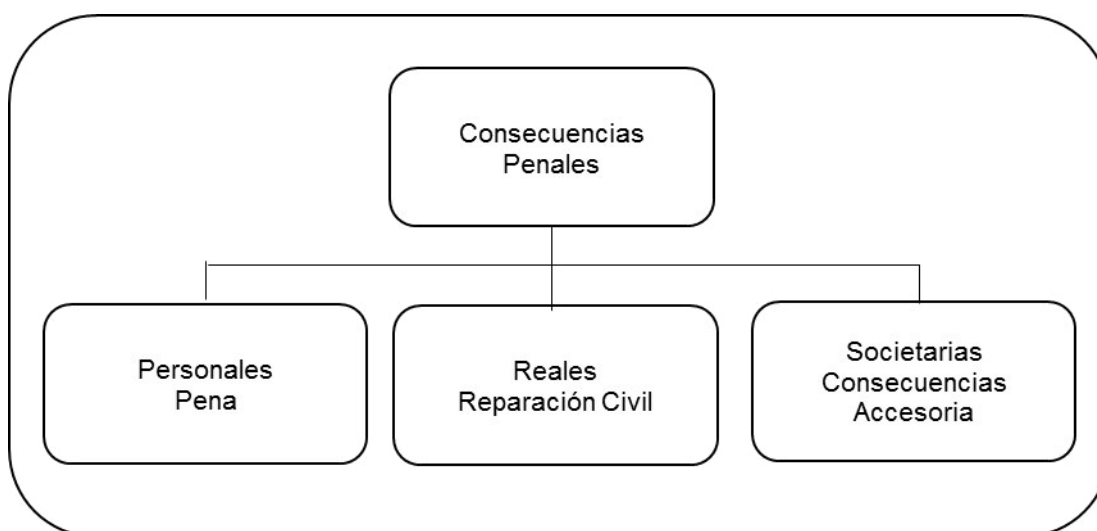 Consecuencias
Penales
Personales
Pena
Reales
Reparación Civil
Societarias
Consecuencias
Accesoria